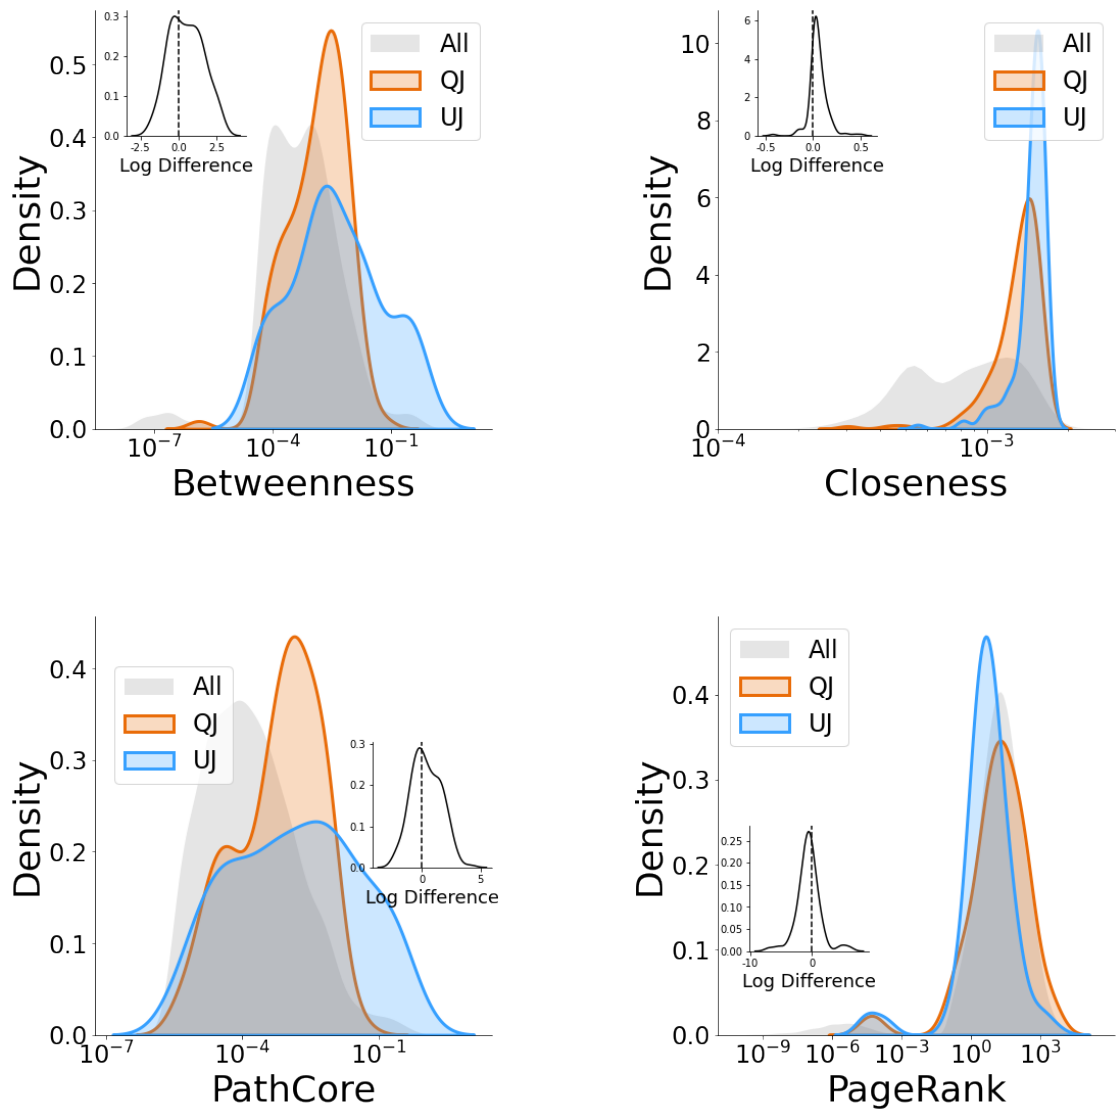 0.3
0.2
0.1
0.0
-2.5
0.0
2.5
Log Difference
All
QJ
UJ
0.5
0.4
0.3
0.2
0.1
0.0
Density
10⁻⁷
10⁻⁴
10⁻¹
Betweenness
6
4
2
0
-0.5
0.0
0.5
Log Difference
All
QJ
UJ
10
8
6
4
2
0
Density
10⁻⁴
10⁻³
Closeness
All
QJ
UJ
0.3
0.2
0.1
0.0
0
5
Log Difference
0.4
0.3
0.2
0.1
0.0
Density
10⁻⁷
10⁻⁴
10⁻¹
PathCore
All
QJ
UJ
0.25
0.20
0.15
0.10
0.05
0.00
-10
0
Log Difference
0.4
0.3
0.2
0.1
0.0
Density
10⁻⁹
10⁻⁶
10⁻³
10⁰
10³
PageRank